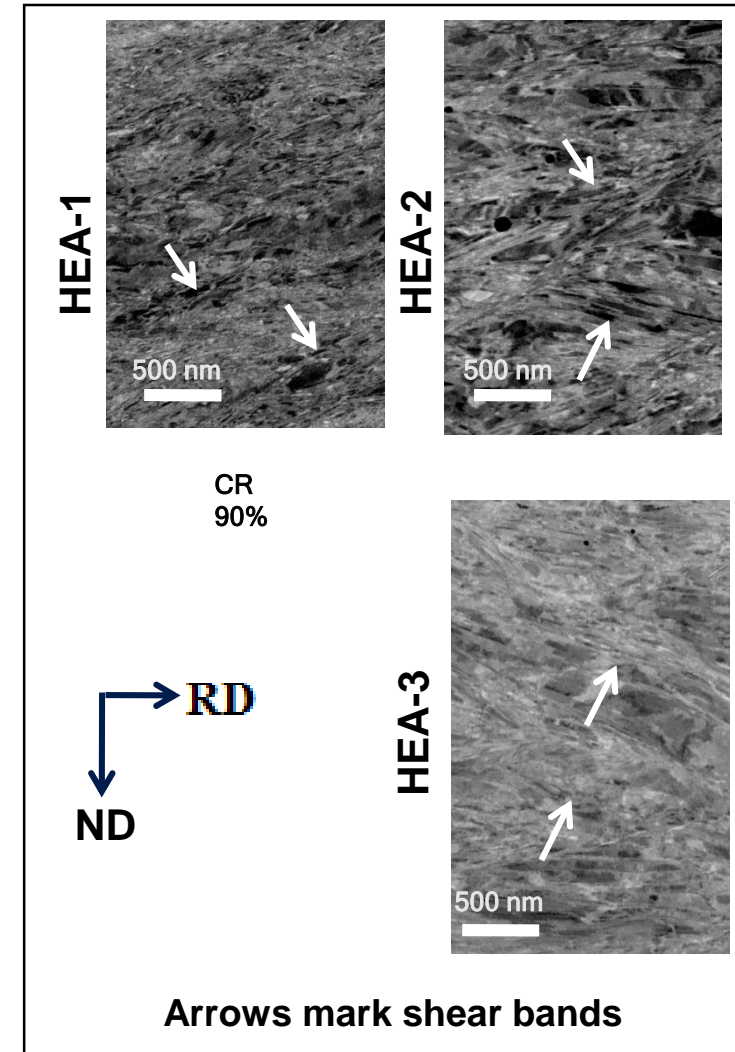 HEA-1
500 nm
HEA-2
500 nm
CR
90%
RD
ND
HEA-3
500 nm
Arrows mark shear bands